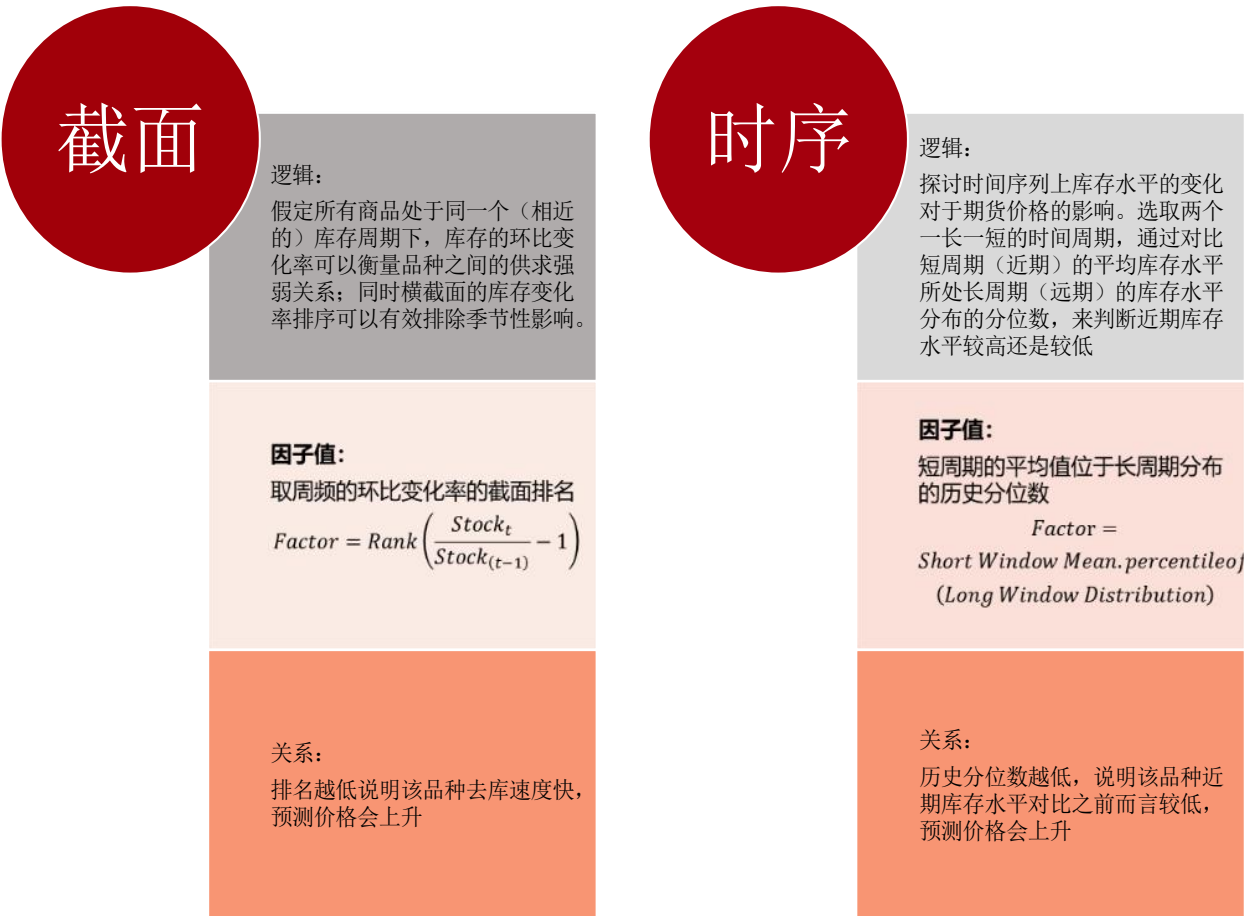 截面
逻辑：
假定所有商品处于同一个（相近
的）库存周期下，库存的环比变
化率可以衡量品种之间的供求强
弱关系；同时横截面的库存变化
率排序可以有效排除季节性影响。
因子值：
取周频的环比变化率的截面排名
Factor = Rank(Stock_t / Stock_(t−1) − 1)
关系：
排名越低说明该品种去库速度快，
预测价格会上升
时序
逻辑：
探讨时间序列上库存水平的变化
对于期货价格的影响。选取两个
一长一短的时间周期，通过对比
短周期（近期）的平均库存水平
所处长周期（远期）的库存水平
分布的分位数，来判断近期库存
水平较高还是较低
因子值：
短周期的平均值位于长周期分布
的历史分位数
Factor =
Short Window Mean.percentileof
(Long Window Distribution)
关系：
历史分位数越低，说明该品种近
期库存水平对比之前而言较低，
预测价格会上升